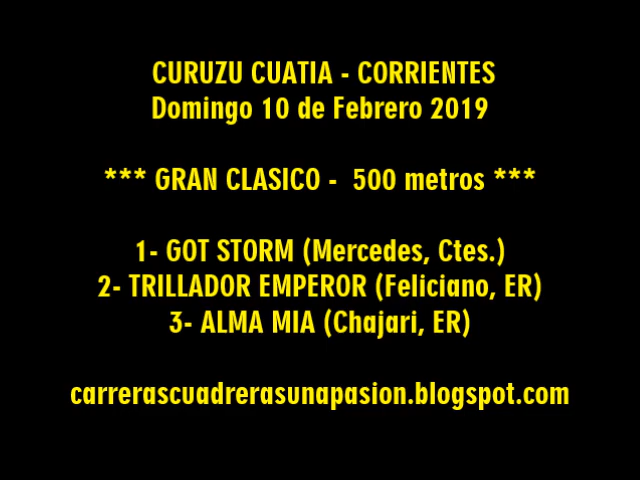 CURUZU CUATIA - CORRIENTES
Domingo 10 de Febrero 2019
*** GRAN CLASICO - 500 metros ***
1- GOT STORM (Mercedes, Ctes.)
2- TRILLADOR EMPEROR (Feliciano, ER)
3- ALMA MIA (Chajari, ER)
carrerascuadrerasunapasion.blogspot.com